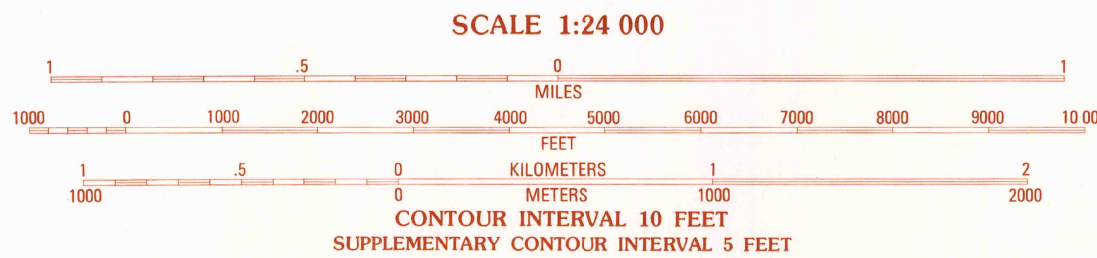 SCALE 1:24 000
1 .5 0 1
MILES
1000 0 1000 2000 3000 4000 5000 6000 7000 8000 9000 10 00
FEET
1 .5 0 KILOMETERS 1 2
1000 0 METERS 1000 2000
CONTOUR INTERVAL 10 FEET
SUPPLEMENTARY CONTOUR INTERVAL 5 FEET